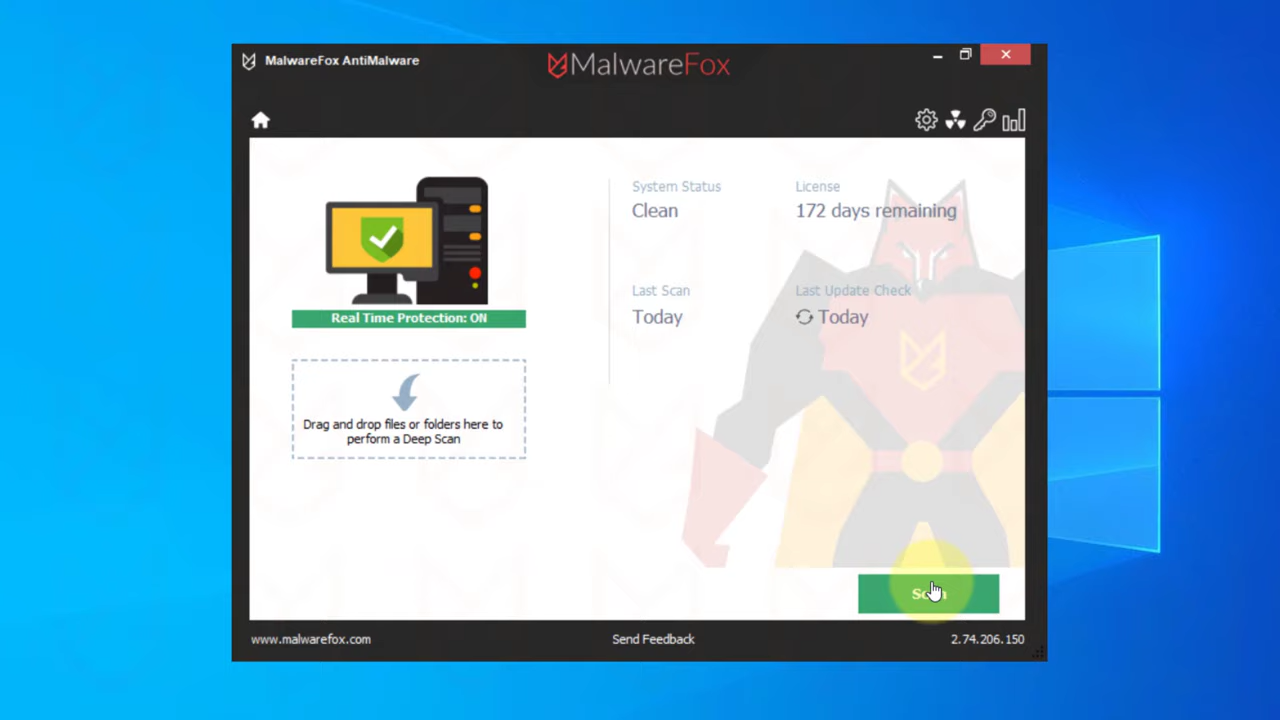 MalwareFox AntiMalware
MalwareFox
System Status
Clean
License
172 days remaining
Last Scan
Today
Last Update Check
Today
Real Time Protection: ON
Drag and drop files or folders here to
perform a Deep Scan
www.malwarefox.com
Send Feedback
2.74.206.150